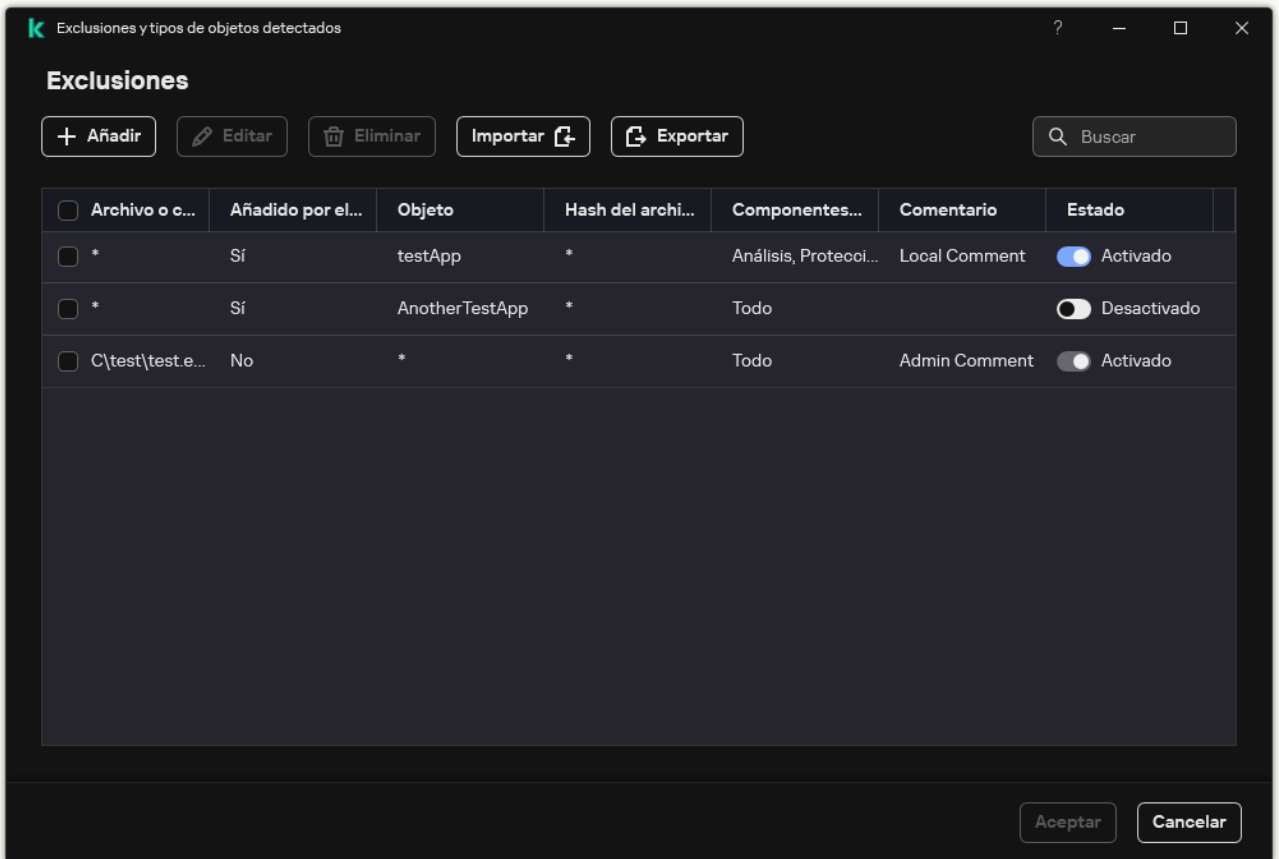 Exclusiones y tipos de objetos detectados ?
Exclusiones
Añadir Editar Eliminar Importar Exportar Buscar
Archivo o c... Añadido por el... Objeto Hash del archi... Componentes... Comentario Estado
* Sí testApp * Análisis, Protecci... Local Comment Activado
* Sí AnotherTestApp * Todo Desactivado
C\test\test.e... No * * Todo Admin Comment Activado
Aceptar Cancelar